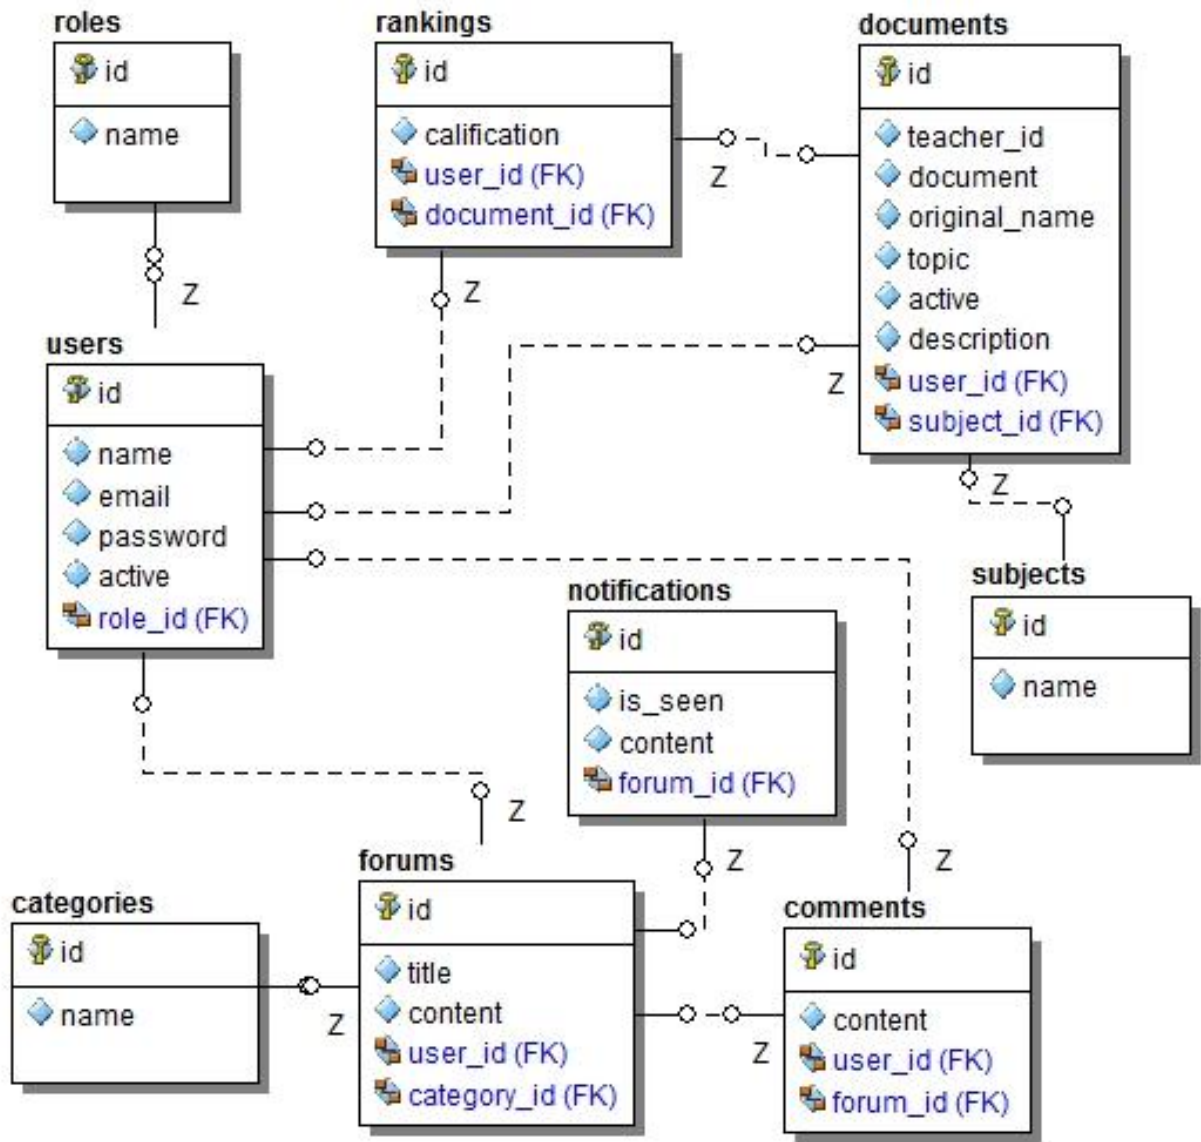 roles
id
name
Z
rankings
id
calification
user_id (FK)
document_id (FK)
Z
Z
documents
id
teacher_id
document
original_name
topic
active
description
user_id (FK)
subject_id (FK)
Z
Z
users
id
name
email
password
active
role_id (FK)
subjects
id
name
notifications
id
is_seen
content
forum_id (FK)
Z
Z
Z
categories
id
name
Z
forums
id
title
content
user_id (FK)
category_id (FK)
Z
comments
id
content
user_id (FK)
forum_id (FK)